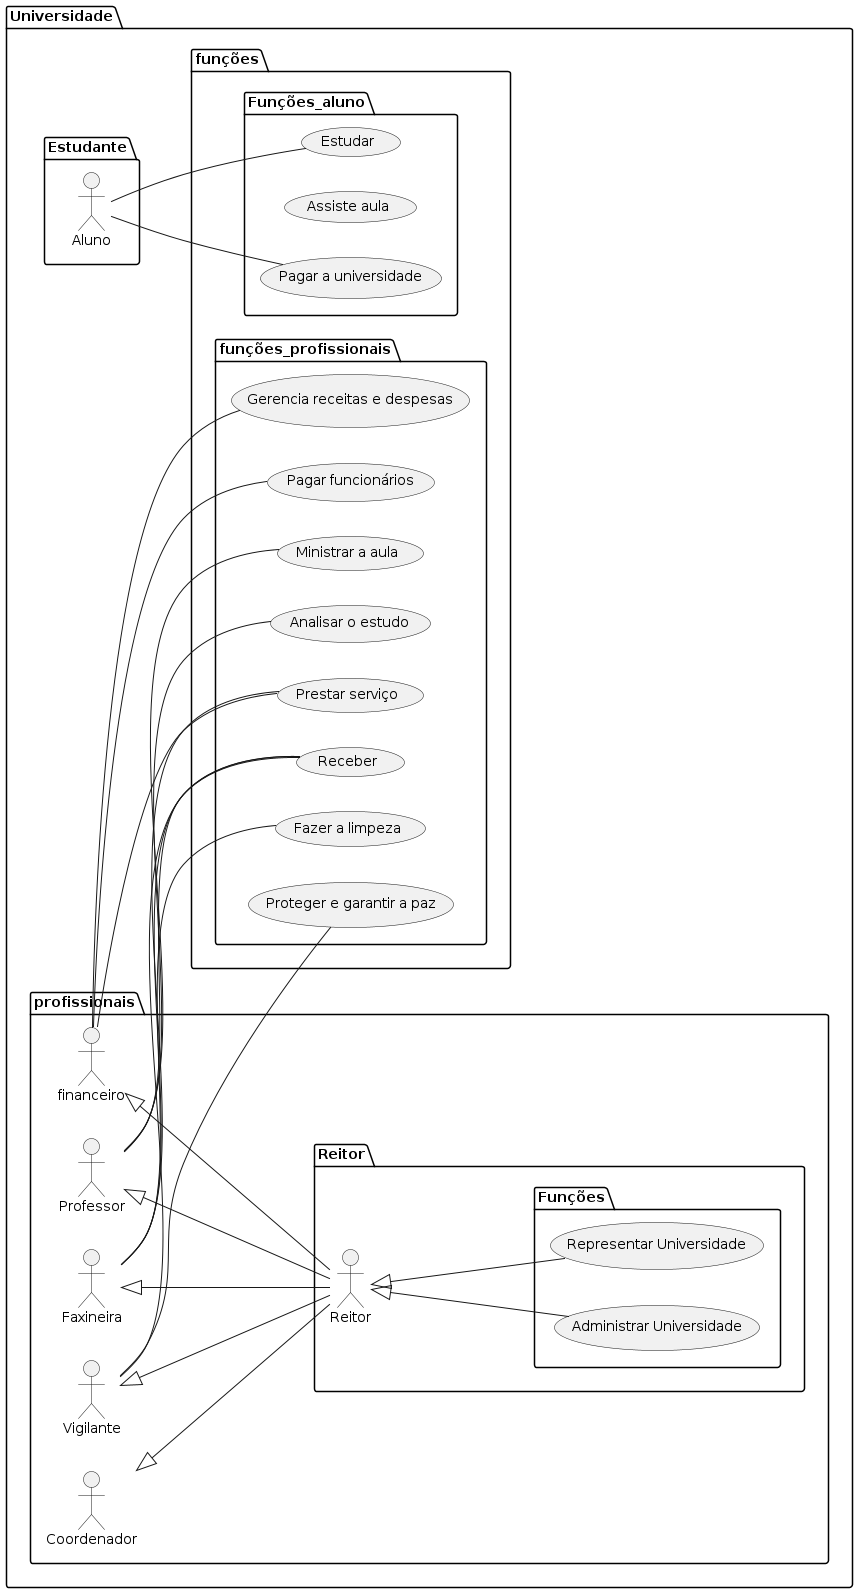 Universidade
funções
Funções_aluno
Estudar
Estudante
Assiste aula
Aluno
Pagar a universidade
funções_profissionais
Gerencia receitas e despesas
Pagar funcionários
Ministrar a aula
Analisar o estudo
Prestar serviço
Receber
Fazer a limpeza
Proteger e garantir a paz
profissionais
financeiro
Reitor
Professor
Funções
Representar Universidade
Faxineira
Reitor
Administrar Universidade
Vigilante
Coordenador